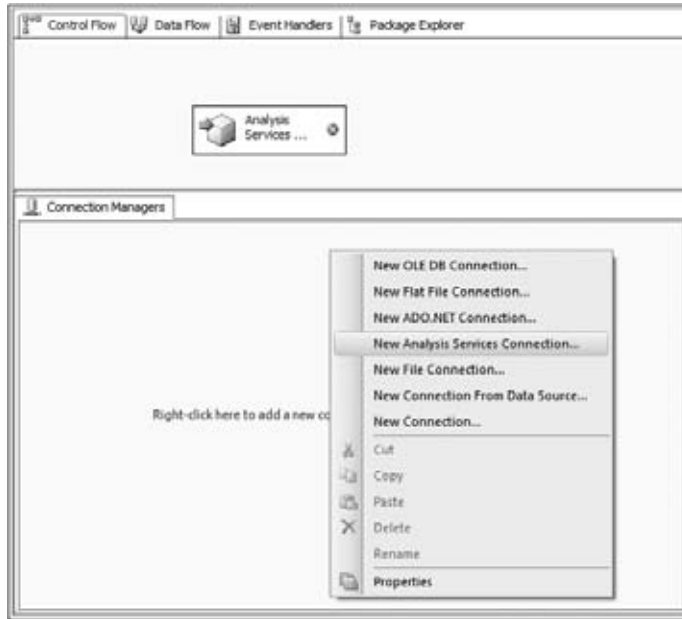 Control Flow
Data Flow
Event Handlers
Package Explorer
Analysis
Services ...
Connection Managers
Right-click here to add a new co
New OLE DB Connection...
New Flat File Connection...
New ADO.NET Connection...
New Analysis Services Connection...
New File Connection...
New Connection From Data Source...
New Connection...
Cut
Copy
Paste
Delete
Rename
Properties